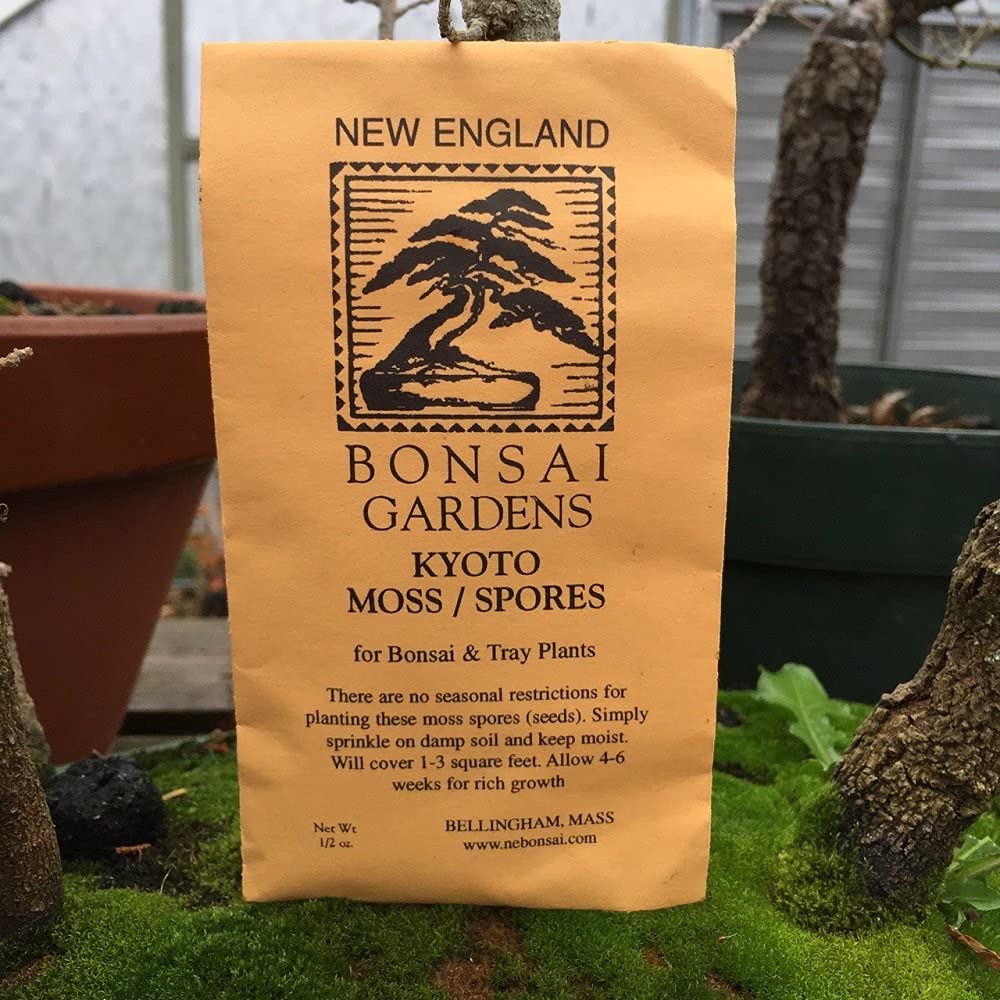 NEW ENGLAND
BONSAI
GARDENS
KYOTO
MOSS / SPORES
for Bonsai & Tray Plants
There are no seasonal restrictions for
planting these moss spores (seeds). Simply
sprinkle on damp soil and keep moist.
Will cover 1-3 square feet. Allow 4-6
weeks for rich growth
Net Wt
1/2 oz.
BELLINGHAM, MASS
www.nebonsai.com